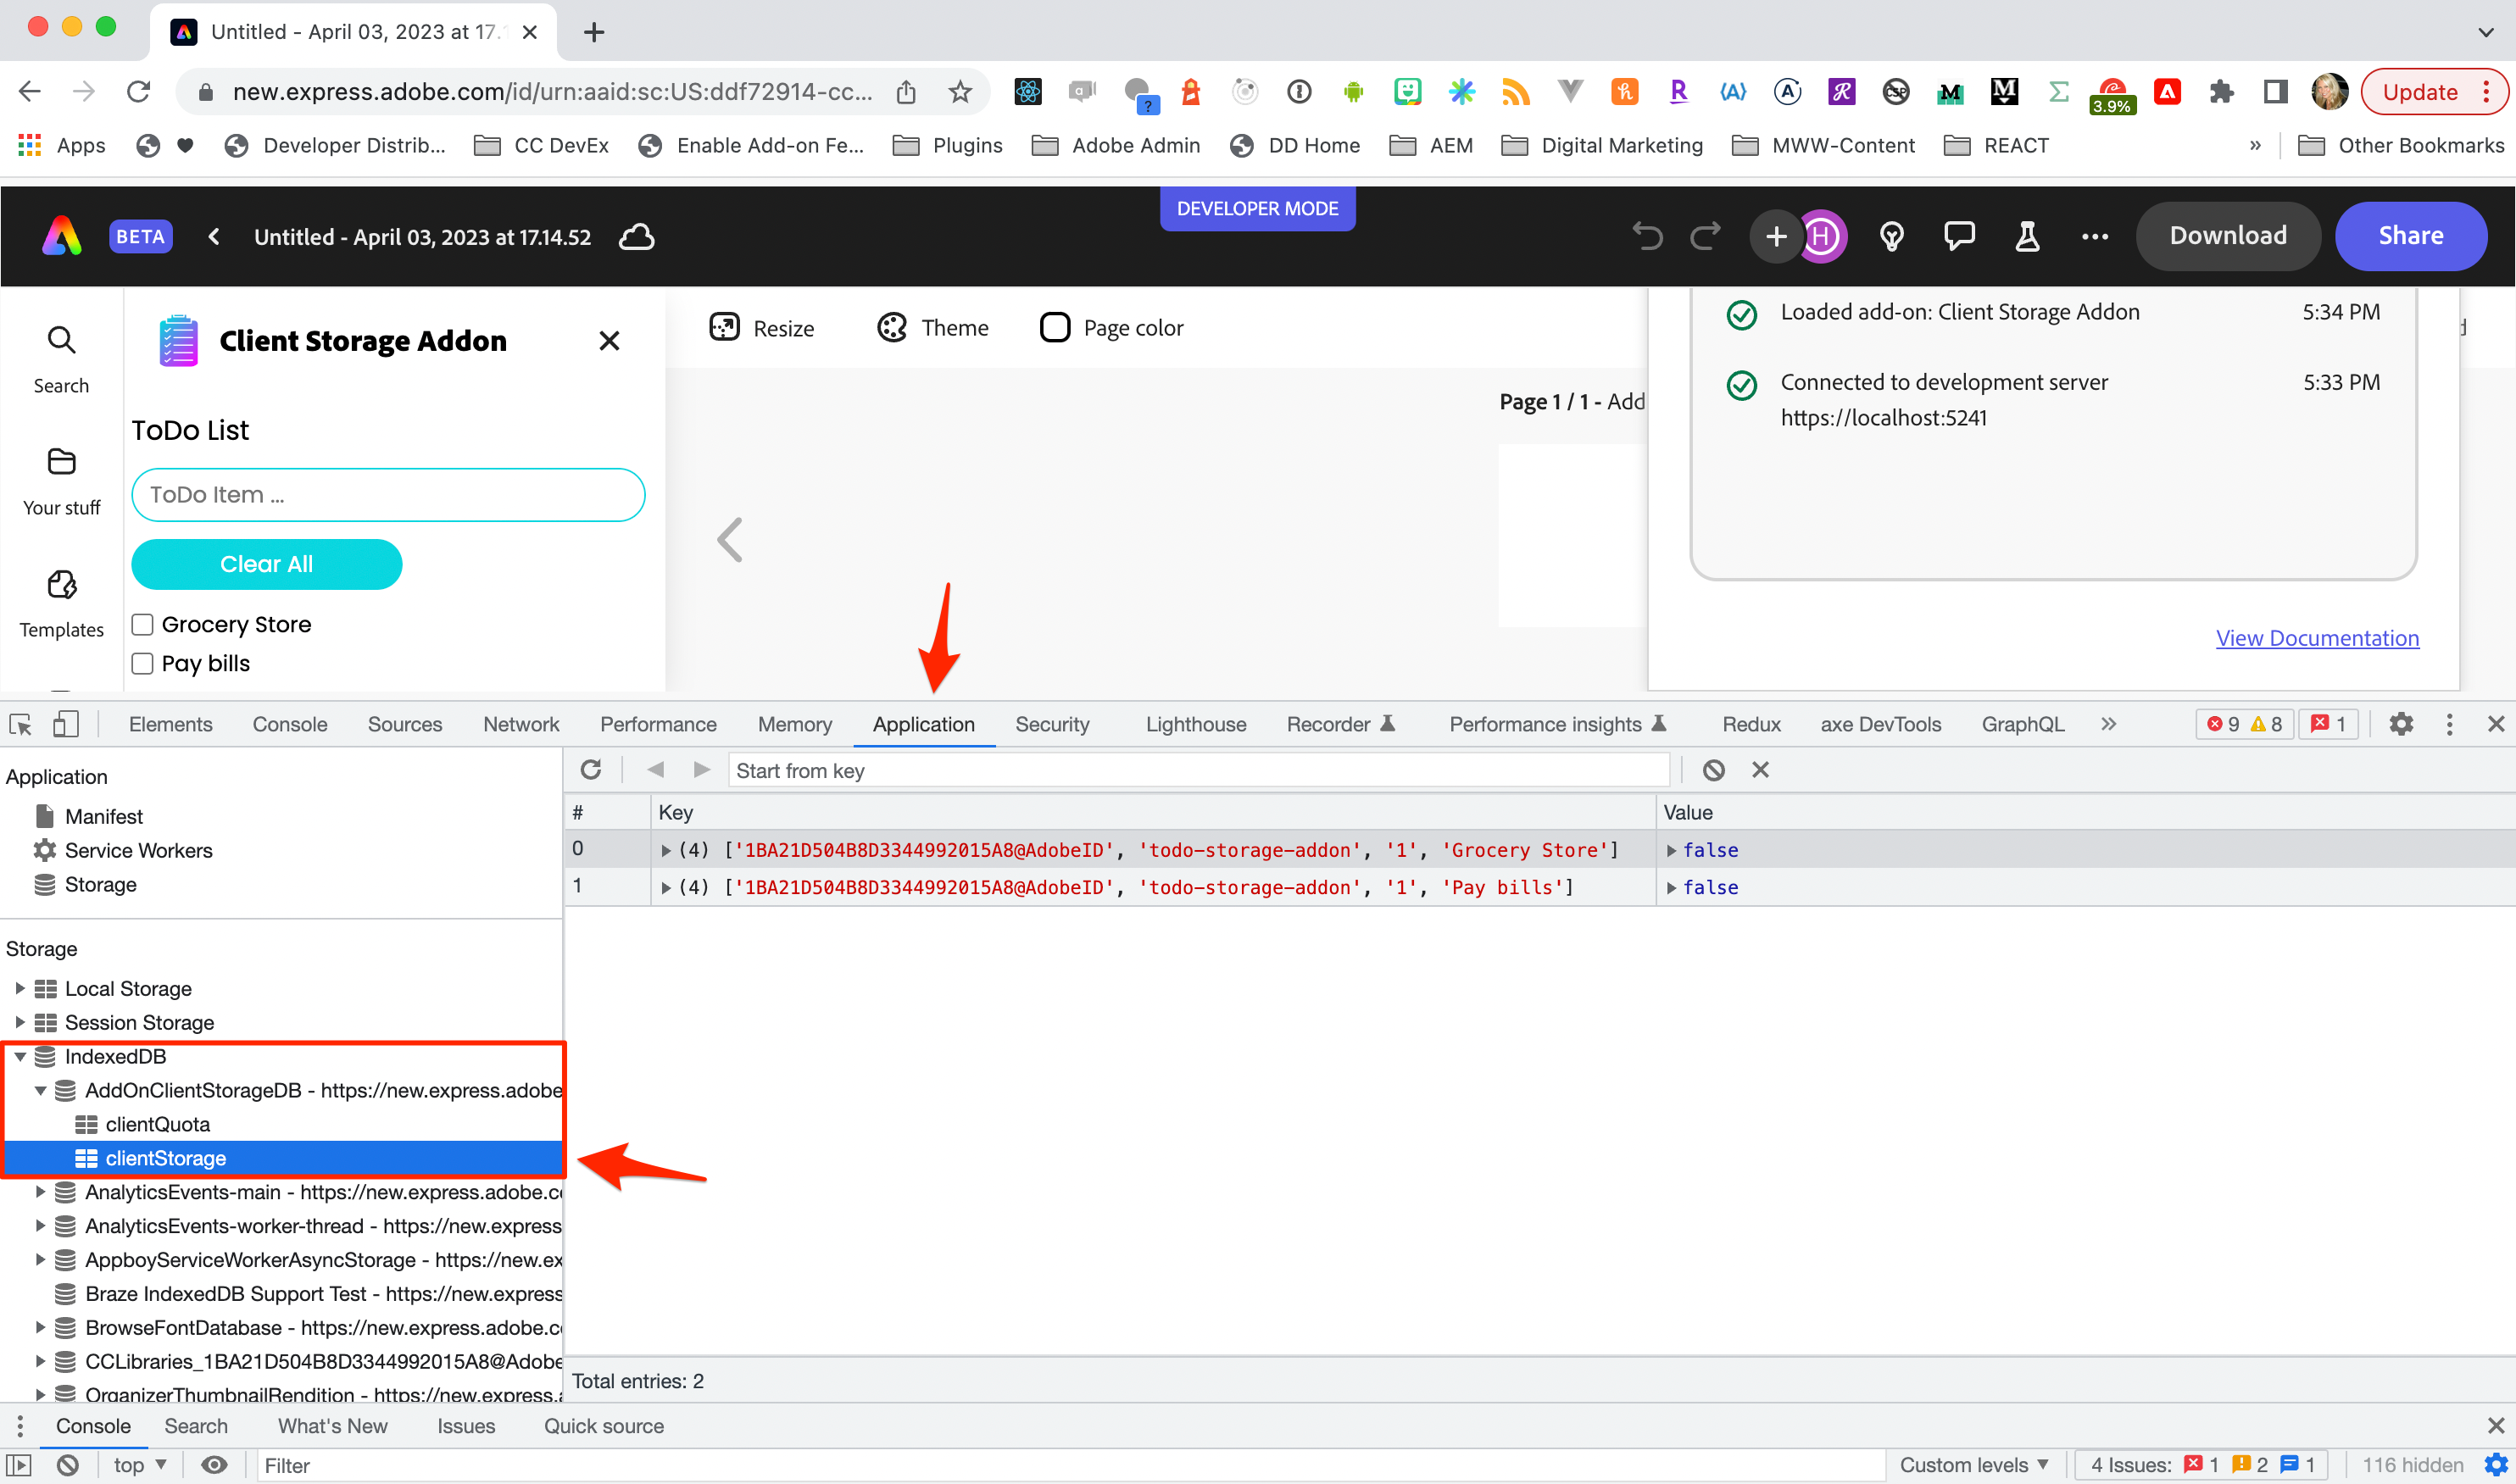 Untitled - April 03, 2023 at 17.1
new.express.adobe.com/id/urn:aaid:sc:US:ddf72914-cc...
3.9%
Update
Apps
Developer Distrib...
CC DevEx
Enable Add-on Fe...
Plugins
Adobe Admin
DD Home
AEM
Digital Marketing
MWW-Content
REACT
»
Other Bookmarks
DEVELOPER MODE
BETA
Untitled - April 03, 2023 at 17.14.52
H
Download
Share
Search
Your stuff
Templates
Client Storage Addon
ToDo List
ToDo Item ...
Clear All
Grocery Store
Pay bills
Resize
Theme
Page color
Page 1 / 1 - Add
Loaded add-on: Client Storage Addon
5:34 PM
Connected to development server
5:33 PM
https://localhost:5241
View Documentation
Elements
Console
Sources
Network
Performance
Memory
Application
Security
Lighthouse
Recorder
Performance insights
Redux
axe DevTools
GraphQL
»
9
8
1
Application
Manifest
Service Workers
Storage
Storage
Local Storage
Session Storage
IndexedDB
AddOnClientStorageDB - https://new.express.adobe
clientQuota
clientStorage
AnalyticsEvents-main - https://new.express.adobe.co
AnalyticsEvents-worker-thread - https://new.express
AppboyServiceWorkerAsyncStorage - https://new.ex
Braze IndexedDB Support Test - https://new.express
BrowseFontDatabase - https://new.express.adobe.co
CCLibraries_1BA21D504B8D3344992015A8@Adobe
OrganizerThumbnailRendition - https://new.express.a
Start from key
# Key Value
0 (4) ['1BA21D504B8D3344992015A8@AdobeID', 'todo-storage-addon', '1', 'Grocery Store'] false
1 (4) ['1BA21D504B8D3344992015A8@AdobeID', 'todo-storage-addon', '1', 'Pay bills'] false
Total entries: 2
Console
Search
What's New
Issues
Quick source
top
Filter
Custom levels
4 Issues: 1 2 1
116 hidden